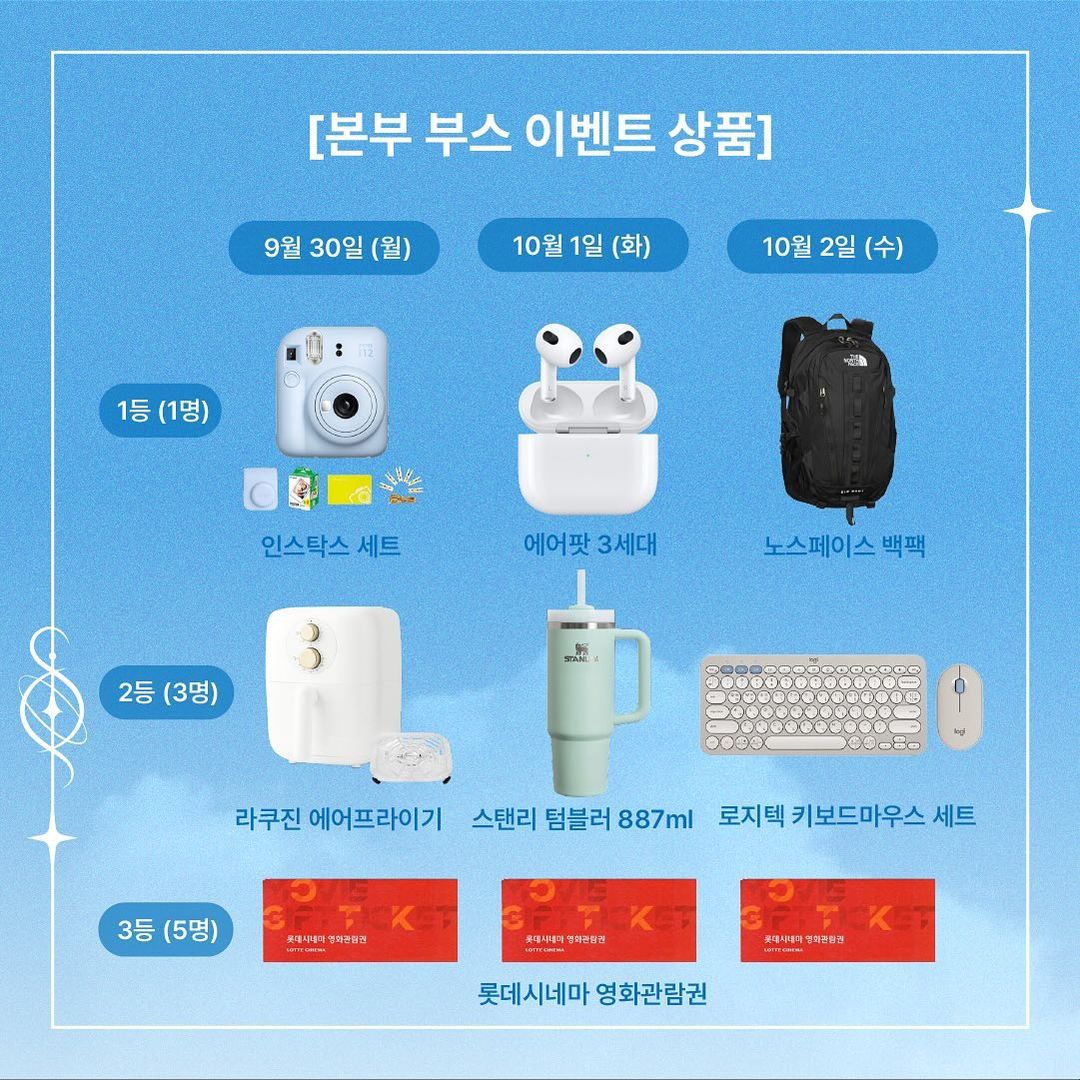 [본부 부스 이벤트 상품]
9월 30일 (월)
10월 1일 (화)
10월 2일 (수)
1등 (1명)
i12
THE NORTH FACE
인스탁스 세트
에어팟 3세대
노스페이스 백팩
2등 (3명)
STANLEY
logi
logi
라쿠진 에어프라이기
스탠리 텀블러 887ml
로지텍 키보드마우스 세트
3등 (5명)
MOVIE
GIFT TICKET
롯데시네마 영화관람권
LOTTE CINEMA
MOVIE
GIFT TICKET
롯데시네마 영화관람권
LOTTE CINEMA
MOVIE
GIFT TICKET
롯데시네마 영화관람권
LOTTE CINEMA
롯데시네마 영화관람권